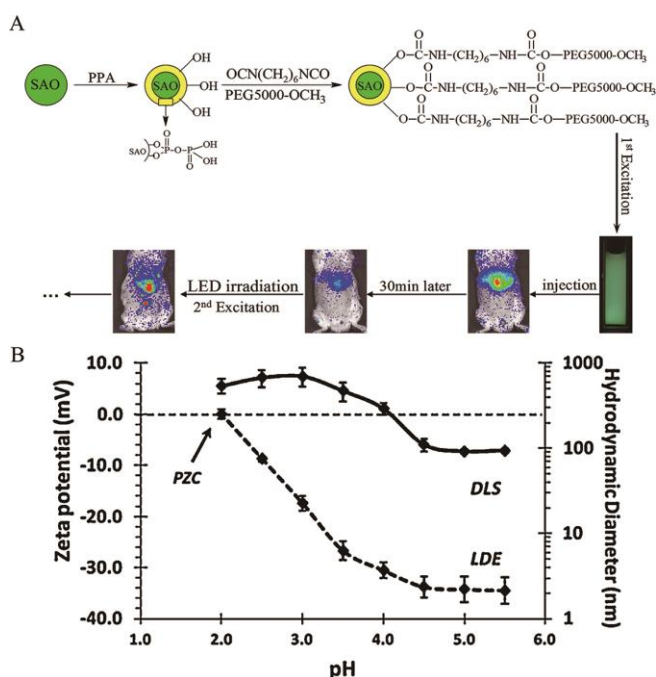 A
SAO
PPA
OH
SAO
OH
OH
OCN(CH2)6NCO
PEG5000-OCH3
O O
O-C-NH-(CH2)6-NH-C-O-PEG5000-OCH3
SAO
O O
O-C-NH-(CH2)6-NH-C-O-PEG5000-OCH3
O O
O-C-NH-(CH2)6-NH-C-O-PEG5000-OCH3
SAO
O
O
P-O-P
OH
OH
O
O
1st Excitation
...
LED irradiation
2nd Excitation
30min later
injection
B
Zeta potential (mV)
10.0
0.0
-10.0
-20.0
-30.0
-40.0
PZC
DLS
LDE
1000
100
10
1
Hydrodynamic Diameter (nm)
1.0 2.0 3.0 4.0 5.0 6.0
pH